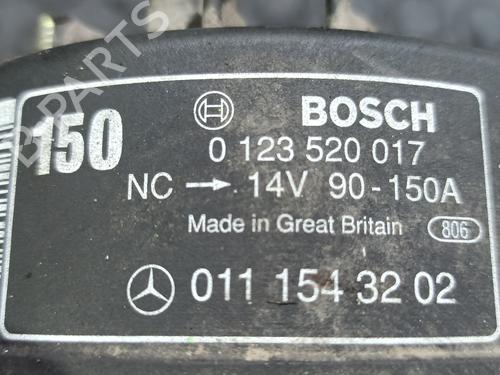 150
BOSCH
0 123 520 017
NC → 14V 90-150A
Made in Great Britain 806
011 154 32 02
B-PARTS